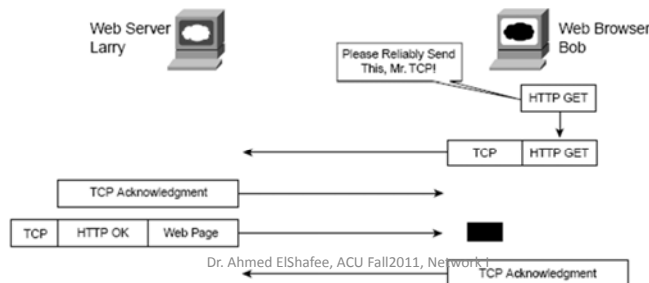 Web Server
Larry
Web Browser
Bob
Please Reliably Send
This, Mr. TCP!
HTTP GET
TCP HTTP GET
TCP Acknowledgment
TCP HTTP OK Web Page
Dr. Ahmed ElShafee, ACU Fall2011, Network I
TCP Acknowledgment